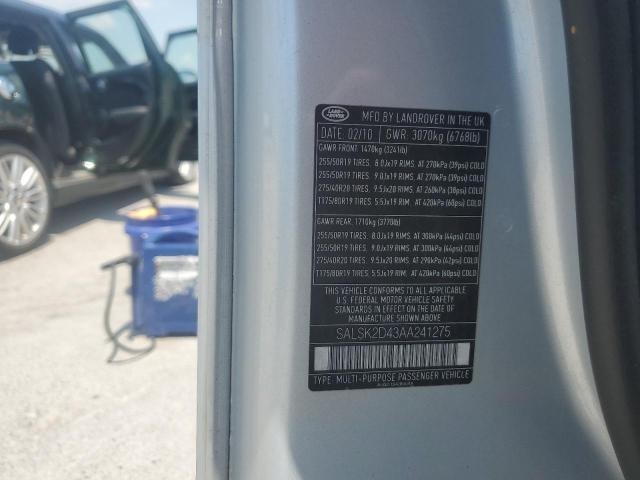 LAND ROVER
MFD BY LANDROVER IN THE UK
DATE: 02/10 GWR: 3070kg (6768lb)
GAWR FRONT: 1470kg (3241lb)
255/50R19 TIRES. 8.0Jx19 RIMS. AT 270kPa (39psi) COLD
255/50R19 TIRES. 9.0Jx19 RIMS. AT 270kPa (39psi) COLD
275/40R20 TIRES. 9.5Jx20 RIMS. AT 260kPa (38psi) COLD
T175/80R19 TIRES. 5.5Jx19 RIM. AT 420kPa (60psi) COLD
GAWR REAR: 1710kg (3770lb)
255/50R19 TIRES. 8.0Jx19 RIMS. AT 300kPa (44psi) COLD
255/50R19 TIRES. 9.0Jx19 RIMS. AT 300kPa (44psi) COLD
275/40R20 TIRES. 9.5Jx20 RIMS. AT 290kPa (42psi) COLD
T175/80R19 TIRES. 5.5Jx19 RIM. AT 420kPa (60psi) COLD
THIS VEHICLE CONFORMS TO ALL APPLICABLE
U.S. FEDERAL MOTOR VEHICLE SAFETY
STANDARDS IN EFFECT ON THE DATE OF
MANUFACTURE SHOWN ABOVE.
SALSK2D43AA241275
TYPE: MULTI-PURPOSE PASSENGER VEHICLE